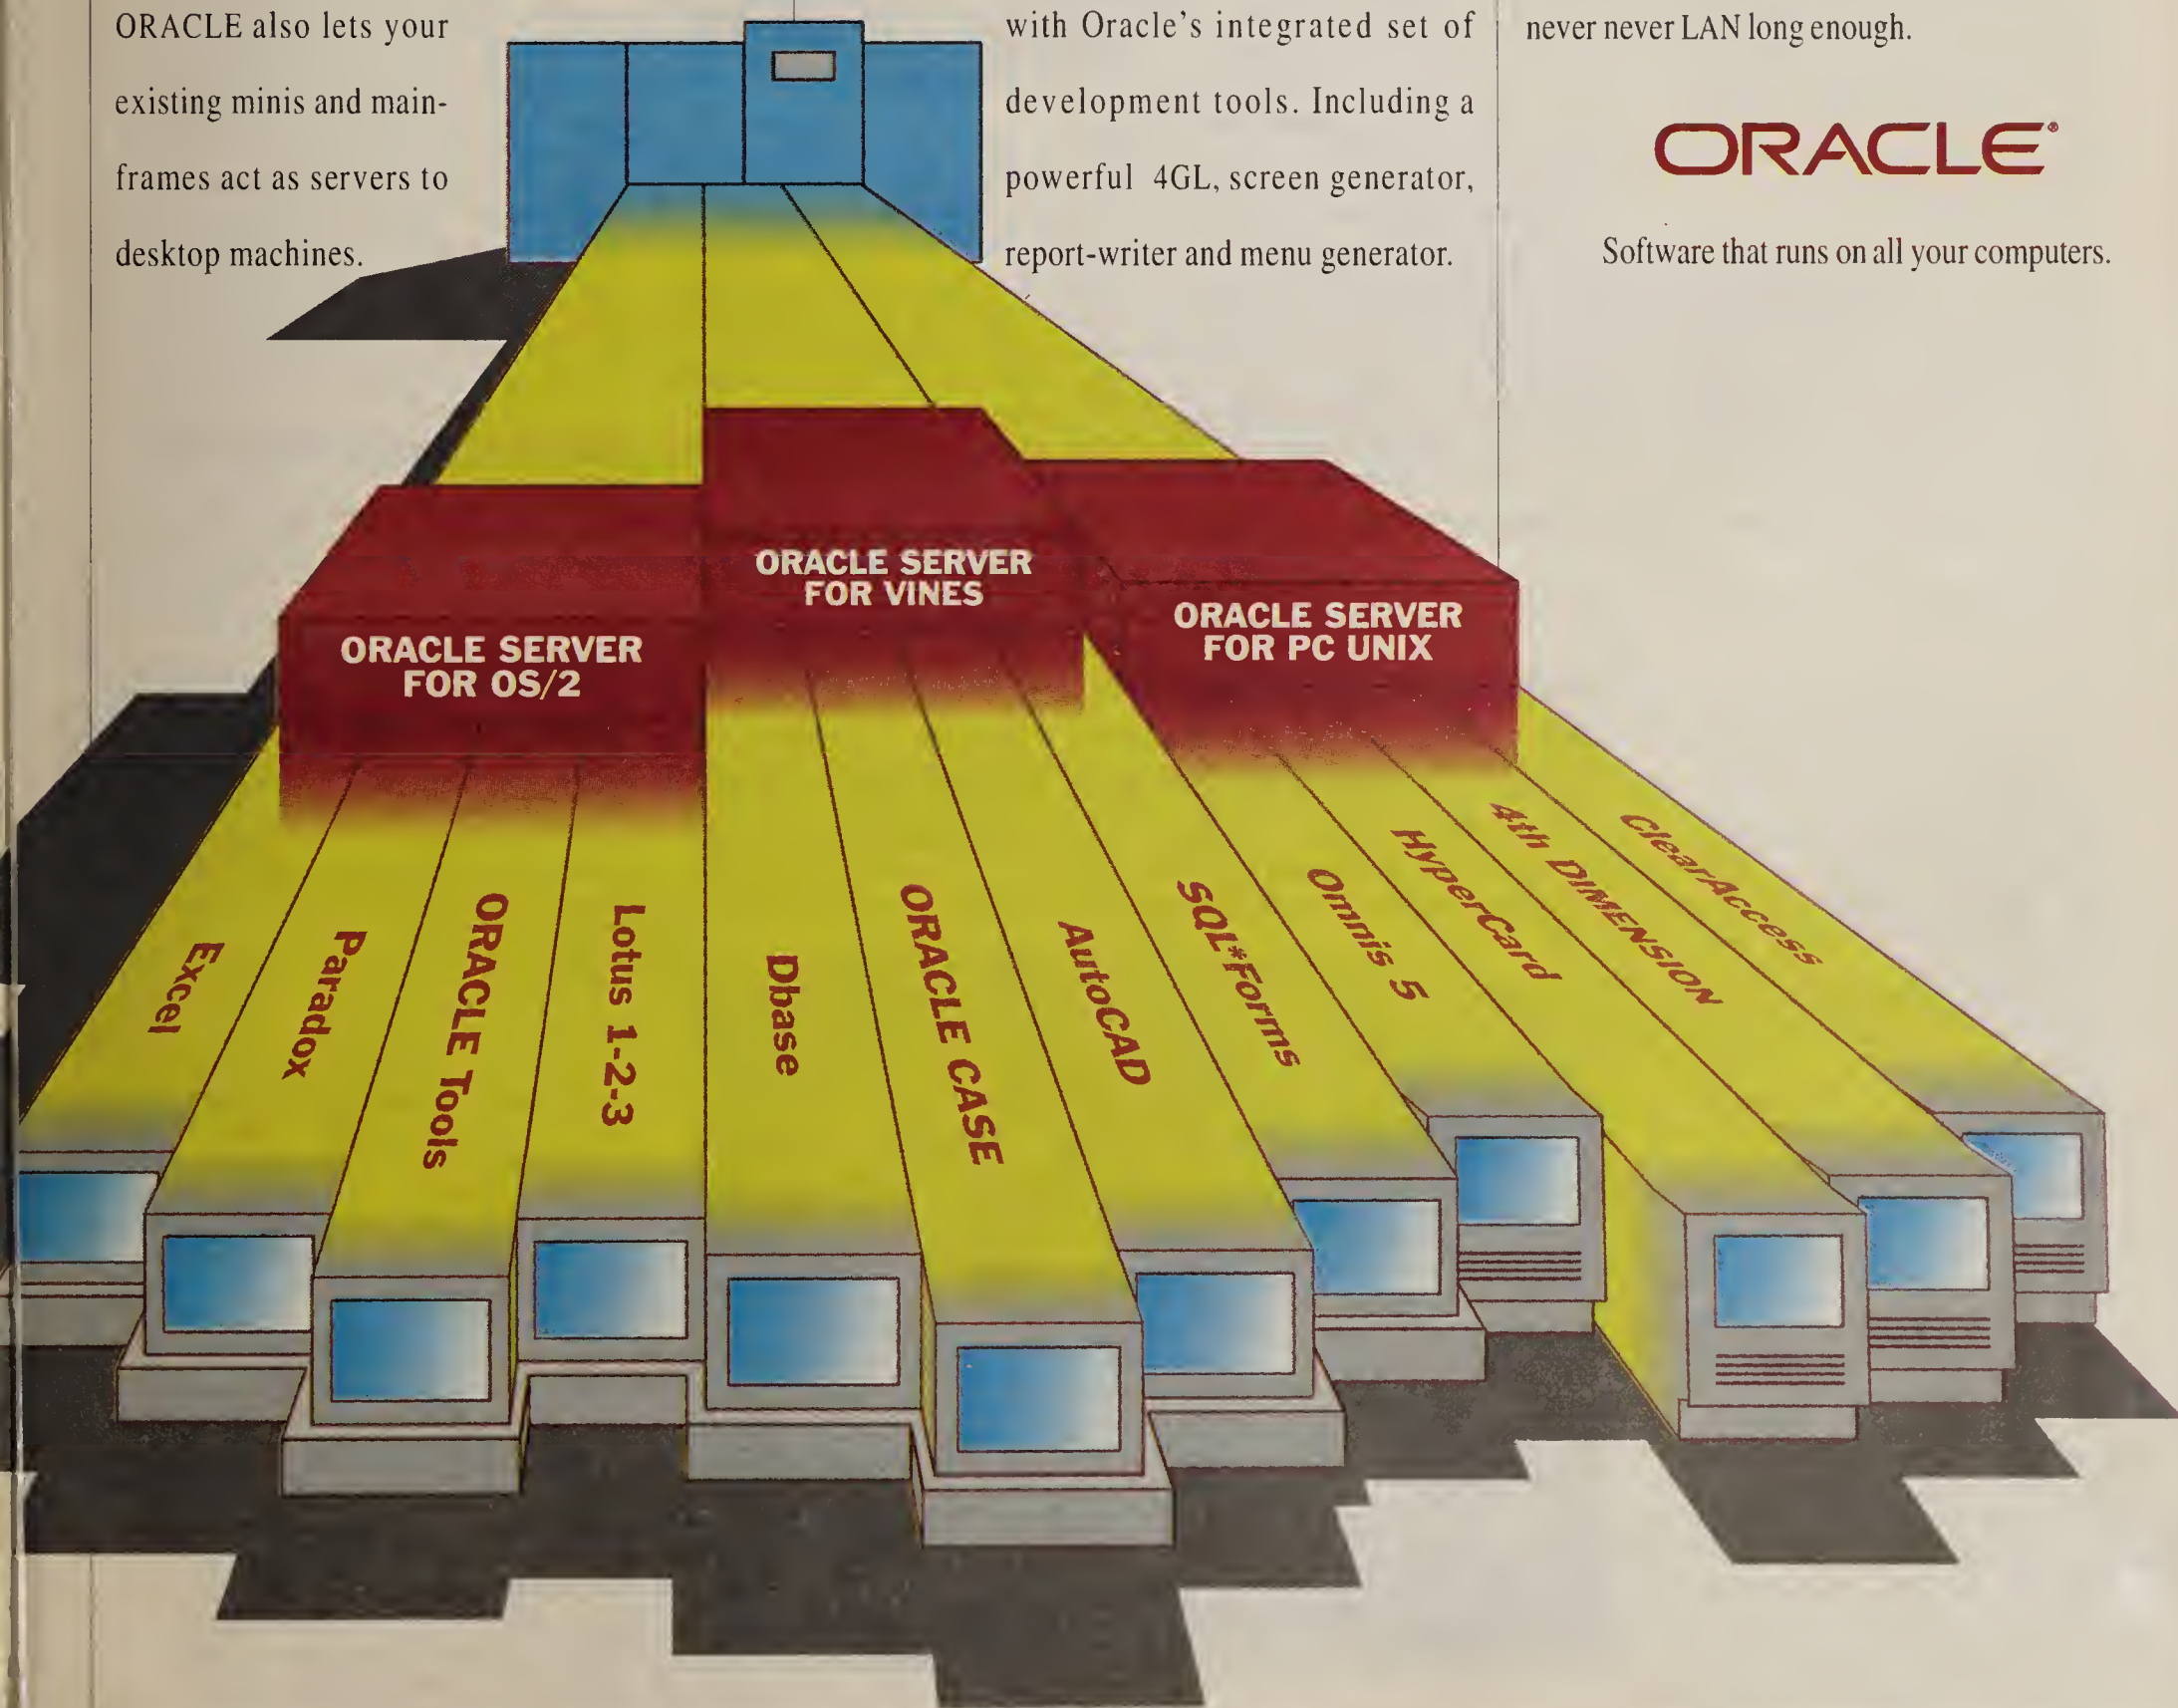 ORACLE also lets your
existing minis and main-
frames act as servers to
desktop machines.
with Oracle's integrated set of
development tools. Including a
powerful 4GL, screen generator,
report-writer and menu generator.
never never LAN long enough.
ORACLE®
Software that runs on all your computers.
ORACLE SERVER
FOR OS/2
ORACLE SERVER
FOR VINES
ORACLE SERVER
FOR PC UNIX
Excel
Paradox
ORACLE Tools
Lotus 1-2-3
Dbase
ORACLE CASE
AutoCAD
SQL*Forms
Omnis 5
HyperCard
4th DIMENSION
ClearAccess